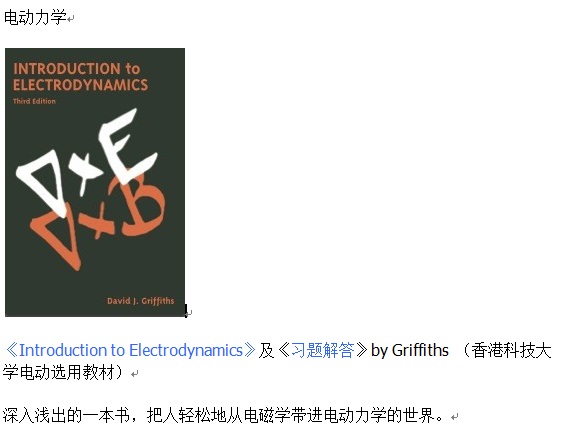 电动力学
INTRODUCTION to
ELECTRODYNAMICS
Third Edition
∇×E
∇×B
David J. Griffiths
《Introduction to Electrodynamics》及《习题解答》by Griffiths （香港科技大
学电动选用教材）
深入浅出的一本书，把人轻松地从电磁学带进电动力学的世界。